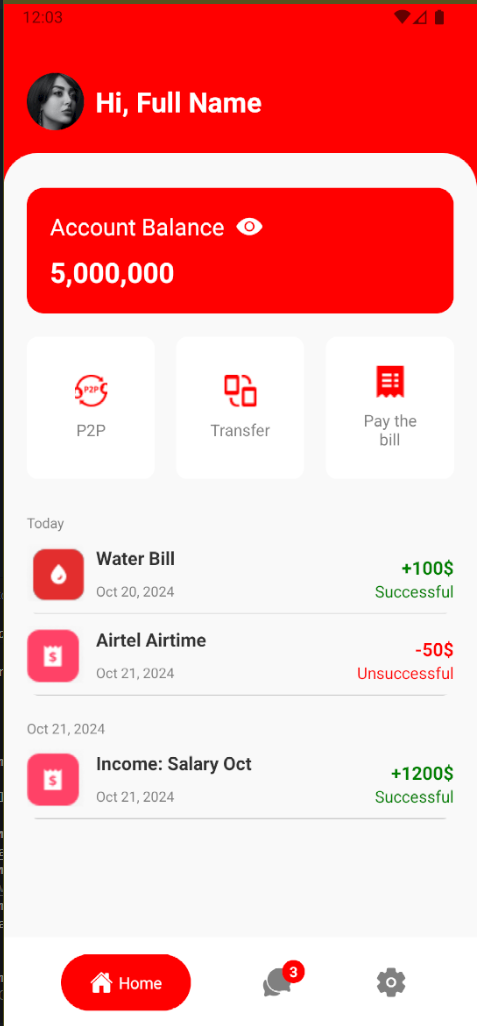 12:03
Hi, Full Name
Account Balance
5,000,000
P2P
P2P
Transfer
Pay the
bill
Today
Water Bill
+100$
Oct 20, 2024
Successful
Airtel Airtime
-50$
Oct 21, 2024
Unsuccessful
Oct 21, 2024
Income: Salary Oct
+1200$
Oct 21, 2024
Successful
Home
3